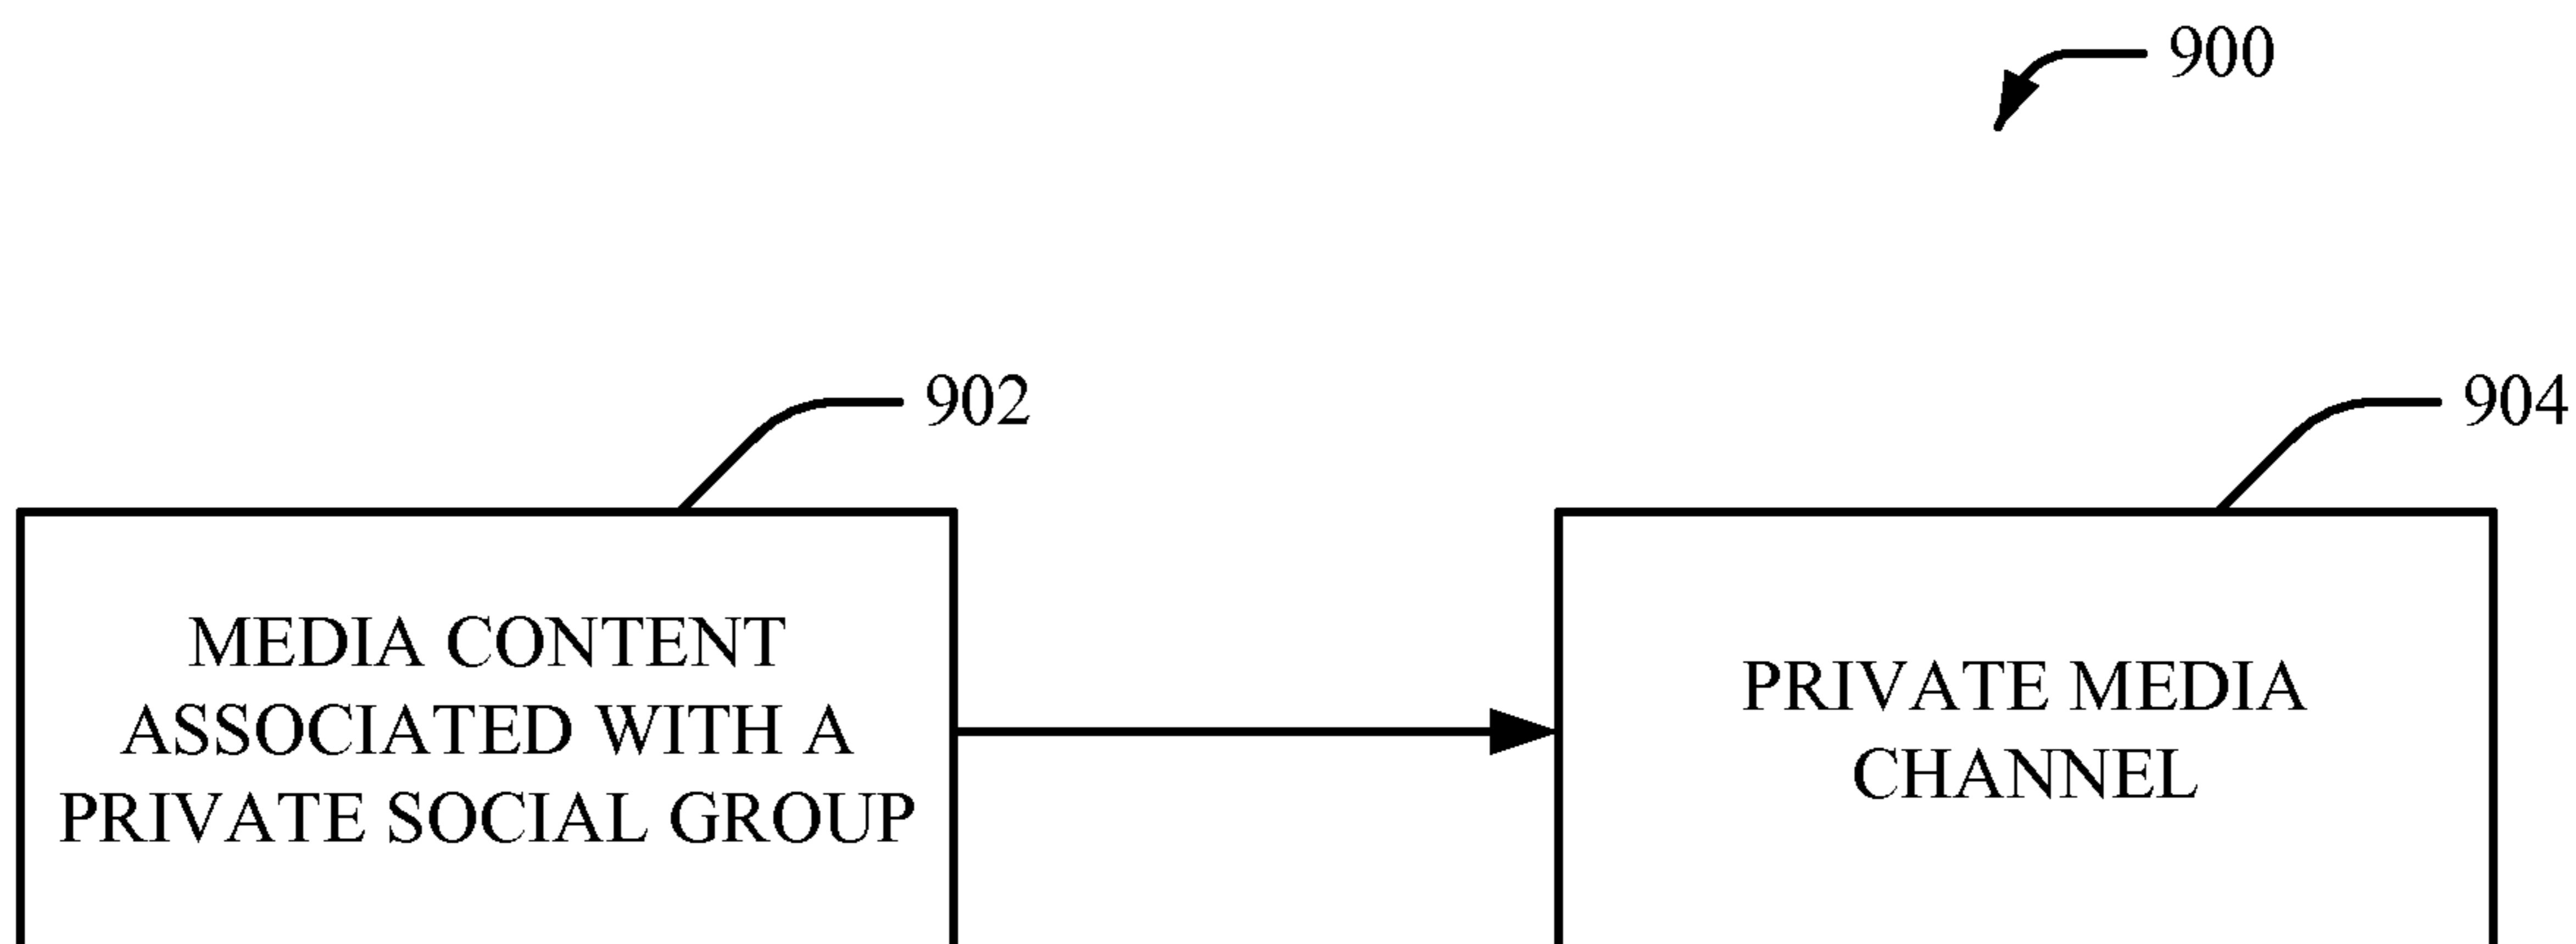 900
902
904
MEDIA CONTENT
ASSOCIATED WITH A
PRIVATE SOCIAL GROUP
PRIVATE MEDIA
CHANNEL